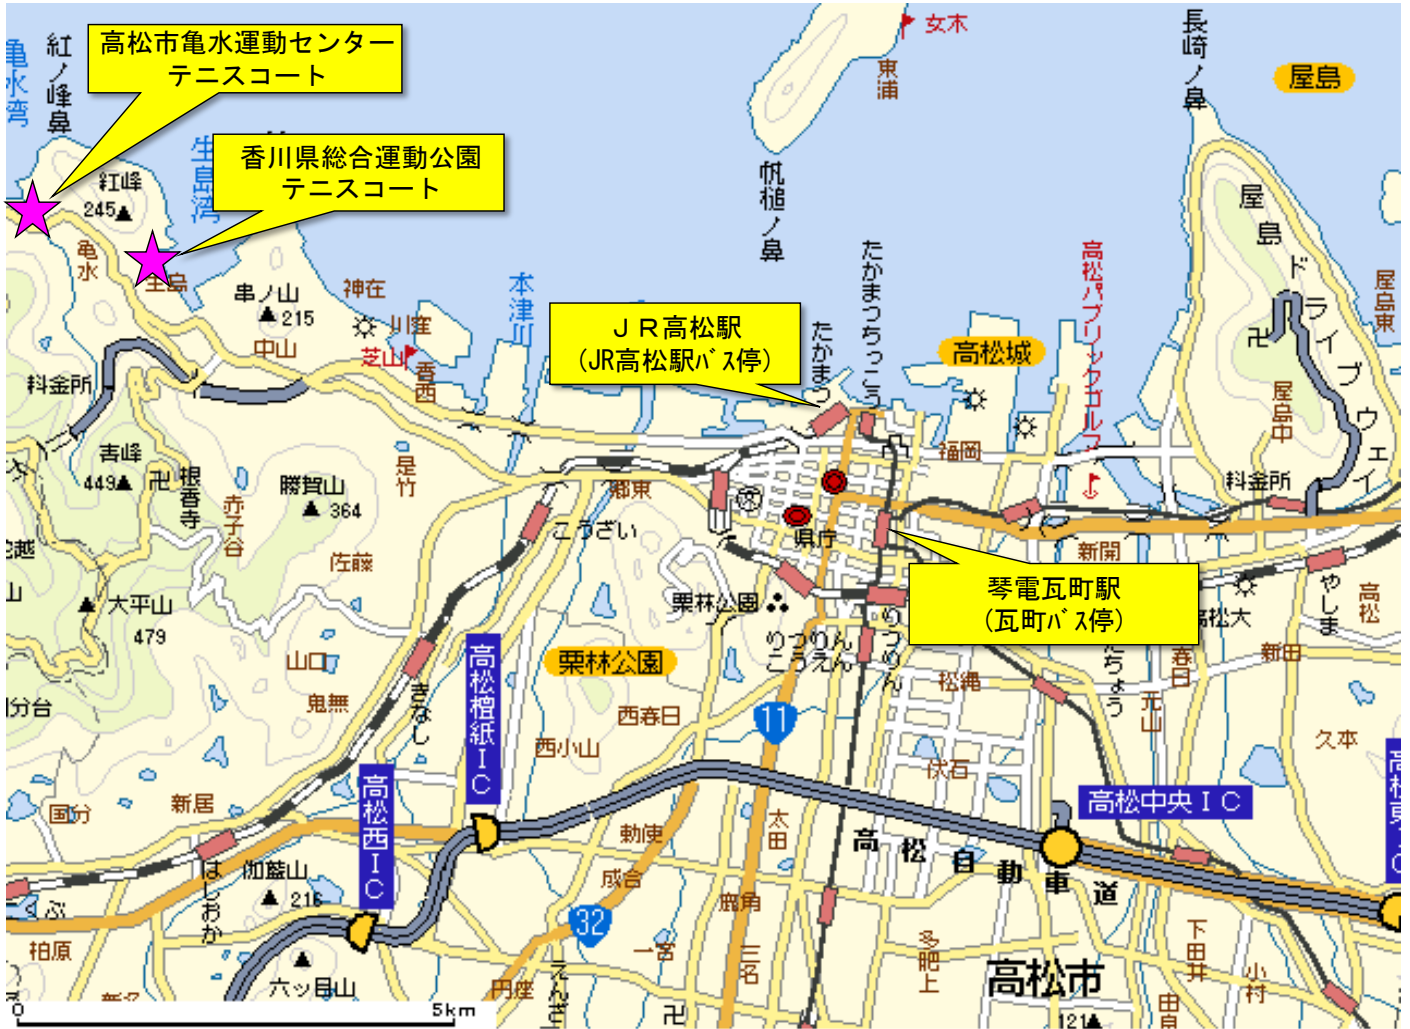 高松市亀水運動センター
テニスコート
香川県総合運動公園
テニスコート
ＪＲ高松駅
（JR高松駅ﾊﾞｽ停）
琴電瓦町駅
（瓦町ﾊﾞｽ停）
亀水湾
紅ノ峰鼻
生島湾
紅峰
245
亀水
生島
串ノ山
215
中山
神在
川窪
芝山
香西
本津川
女木
東浦
帆槌ノ鼻
長崎ノ鼻
屋島
屋島ドライブウェイ
屋島東
屋島中
たかまつ
たかまつちっこう
高松城
高松パブリックゴルフ
福岡
料金所
料金所
青峰
449
根香寺
赤子谷
勝賀山
364
佐藤
是竹
郷東
こうざい
県庁
新開
大平山
479
山口
鬼無
きなし
栗林公園
栗林公園
りつりん
こうえん
りつりん
松縄
元山
春日
新田
高松
やしま
久本
西春日
西小山
11
伏石
高松檀紙ＩＣ
高松西ＩＣ
高松中央ＩＣ
国分
新居
はしおか
伽藍山
216
六ッ目山
柏原
勅使
成合
32
一宮
円座
太田
鹿角
三名
高松自動車道
多肥上
高松市
下田井
小村
121
0
5km